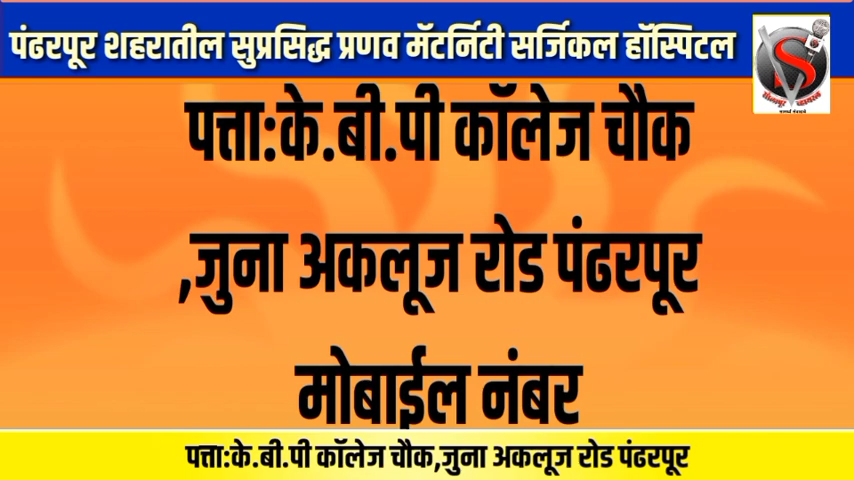 पंढरपूर शहरातील सुप्रसिद्ध प्रणव मॅटर्निटी सर्जिकल हॉस्पिटल
पत्ता:के.बी.पी कॉलेज चौक
,जुना अकलूज रोड पंढरपूर
मोबाईल नंबर
पत्ता:के.बी.पी कॉलेज चौक,जुना अकलूज रोड पंढरपूर